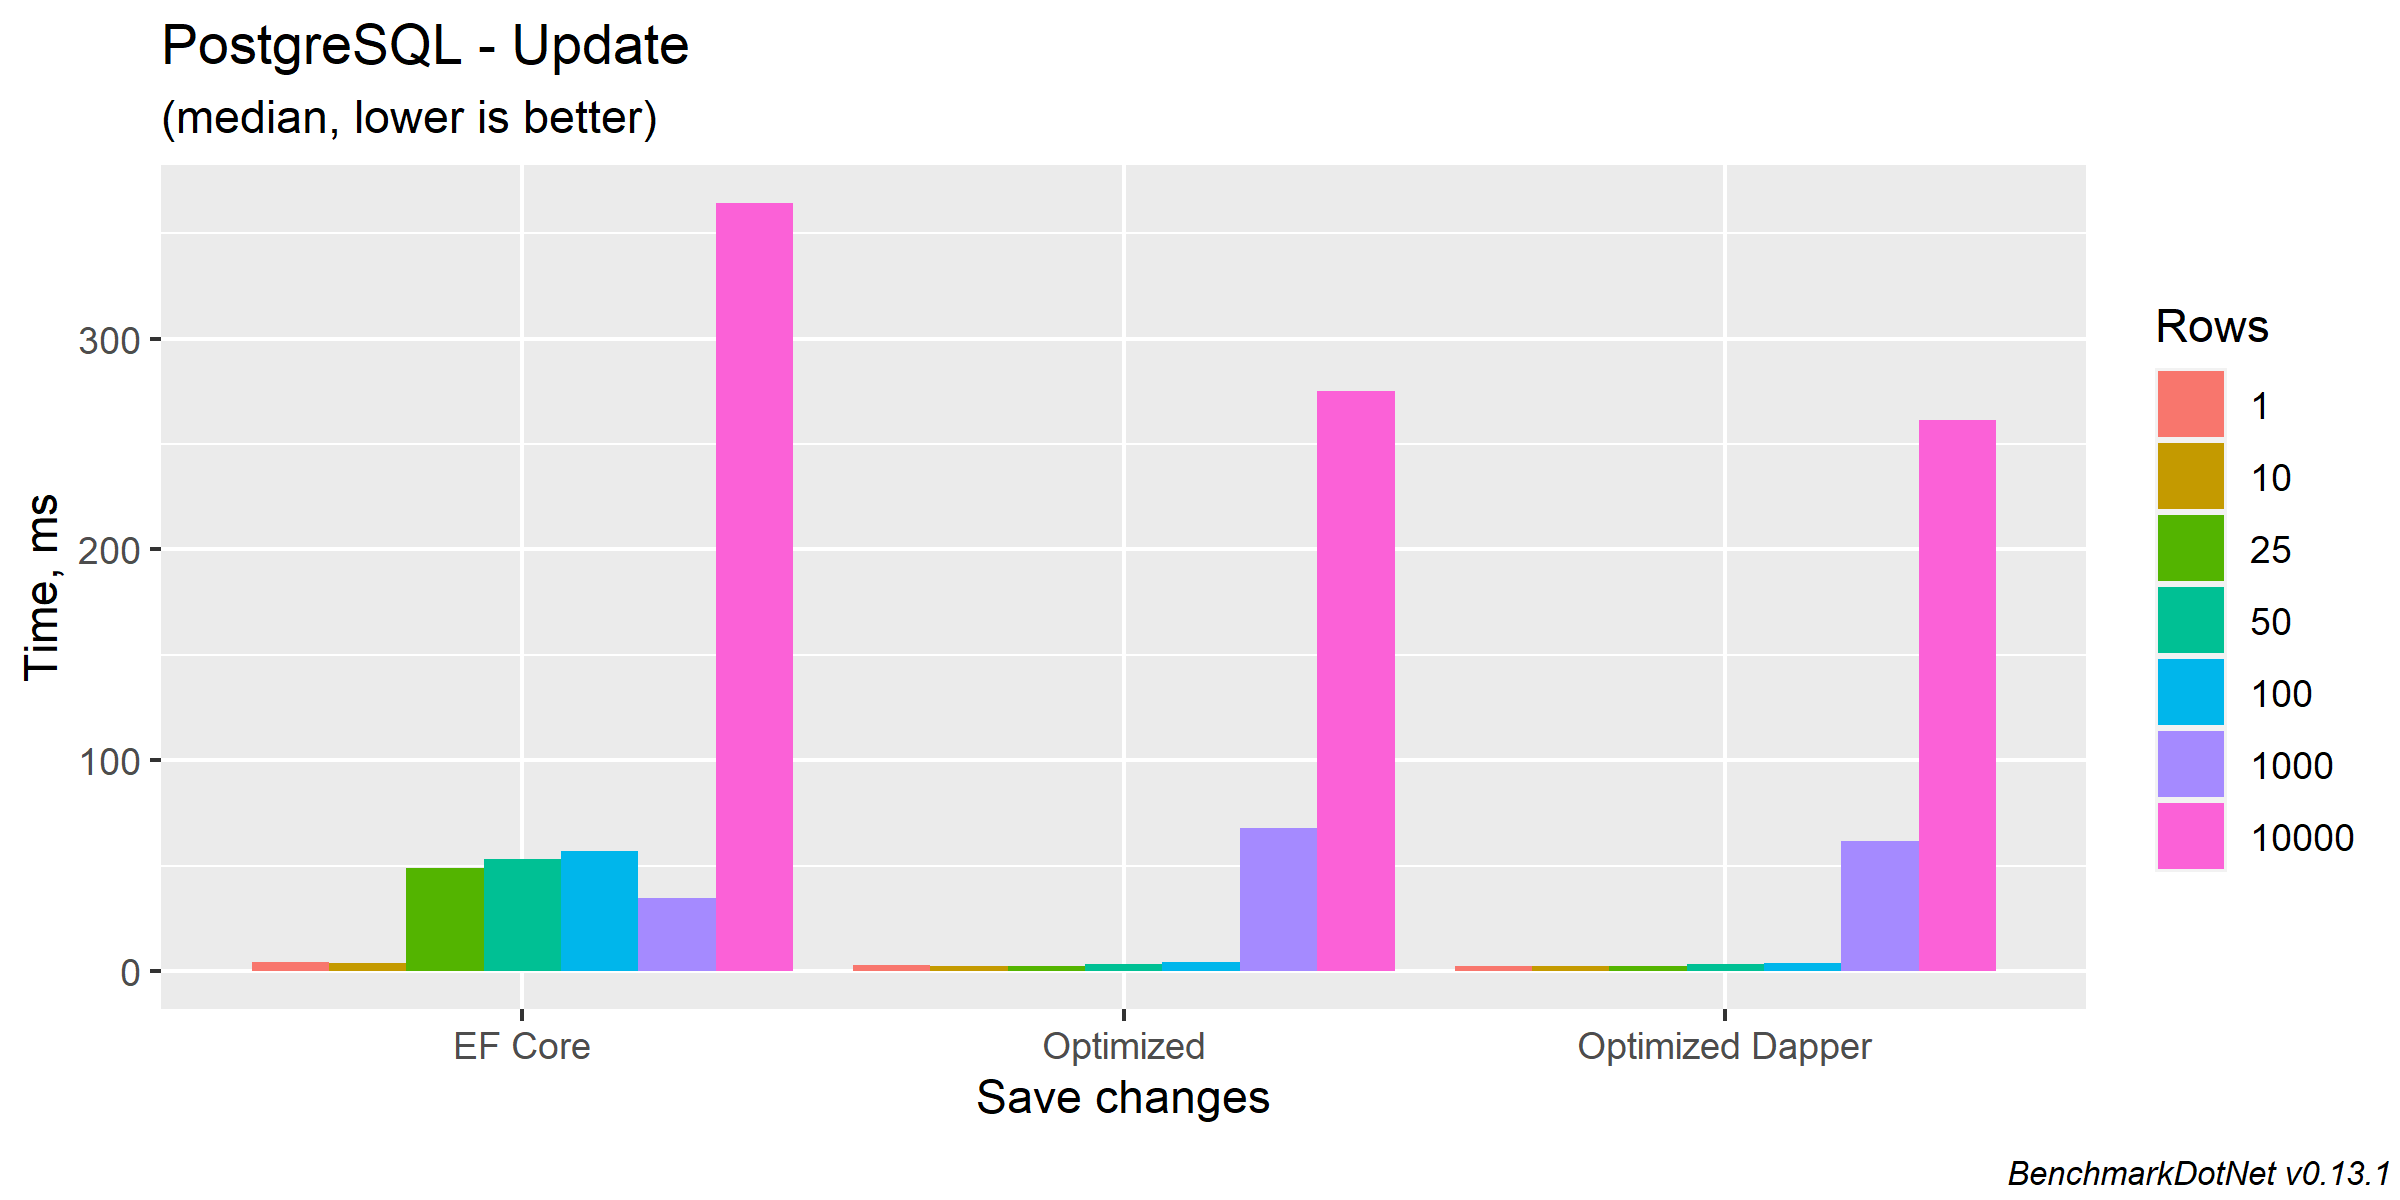 PostgreSQL - Update
(median, lower is better)
Time, ms
300
200
100
0
EF Core
Optimized
Optimized Dapper
Save changes
Rows
1
10
25
50
100
1000
10000
BenchmarkDotNet v0.13.1